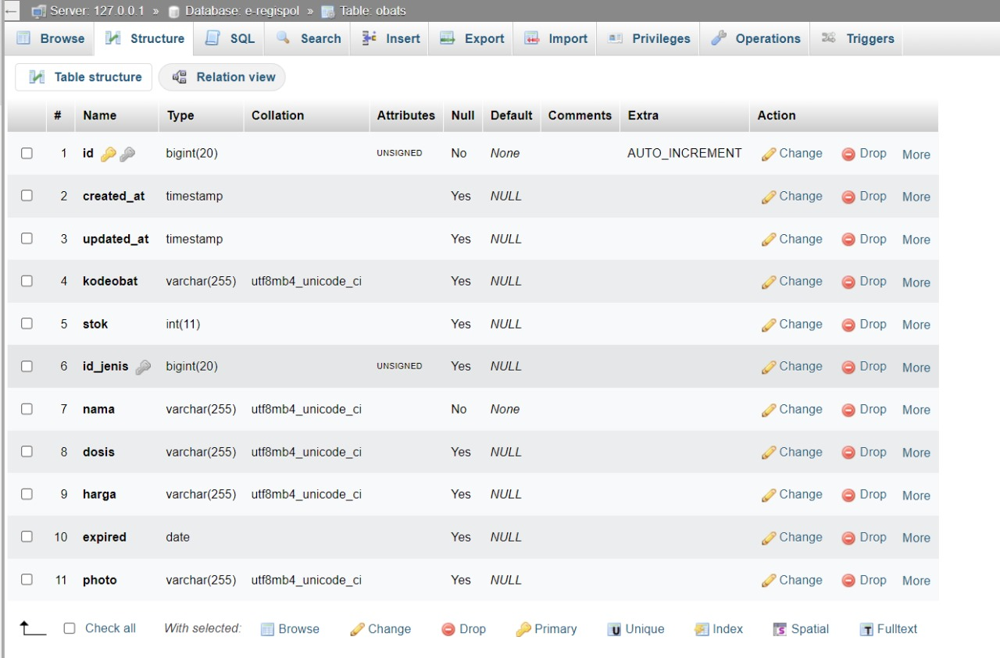 ← Server: 127.0.0.1 » Database: e-regispol » Table: obats
Browse Structure SQL Search Insert Export Import Privileges Operations Triggers
Table structure Relation view
# Name Type Collation Attributes Null Default Comments Extra Action
1 id bigint(20) UNSIGNED No None AUTO_INCREMENT Change Drop More
2 created_at timestamp Yes NULL Change Drop More
3 updated_at timestamp Yes NULL Change Drop More
4 kodeobat varchar(255) utf8mb4_unicode_ci Yes NULL Change Drop More
5 stok int(11) Yes NULL Change Drop More
6 id_jenis bigint(20) UNSIGNED Yes NULL Change Drop More
7 nama varchar(255) utf8mb4_unicode_ci No None Change Drop More
8 dosis varchar(255) utf8mb4_unicode_ci Yes NULL Change Drop More
9 harga varchar(255) utf8mb4_unicode_ci Yes NULL Change Drop More
10 expired date Yes NULL Change Drop More
11 photo varchar(255) utf8mb4_unicode_ci Yes NULL Change Drop More
Check all With selected: Browse Change Drop Primary Unique Index Spatial Fulltext